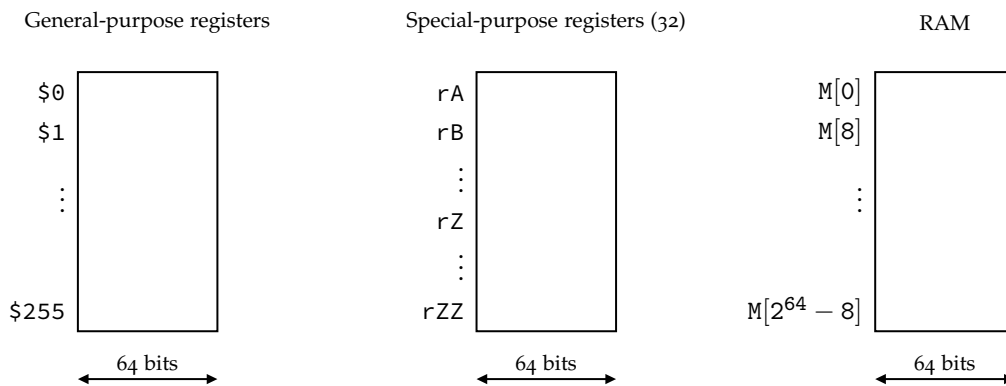 General-purpose registers
$0
$1
⋮
$255
64 bits
Special-purpose registers (32)
rA
rB
⋮
rZ
⋮
rZZ
64 bits
RAM
M[0]
M[8]
⋮
M[2⁶⁴ − 8]
64 bits